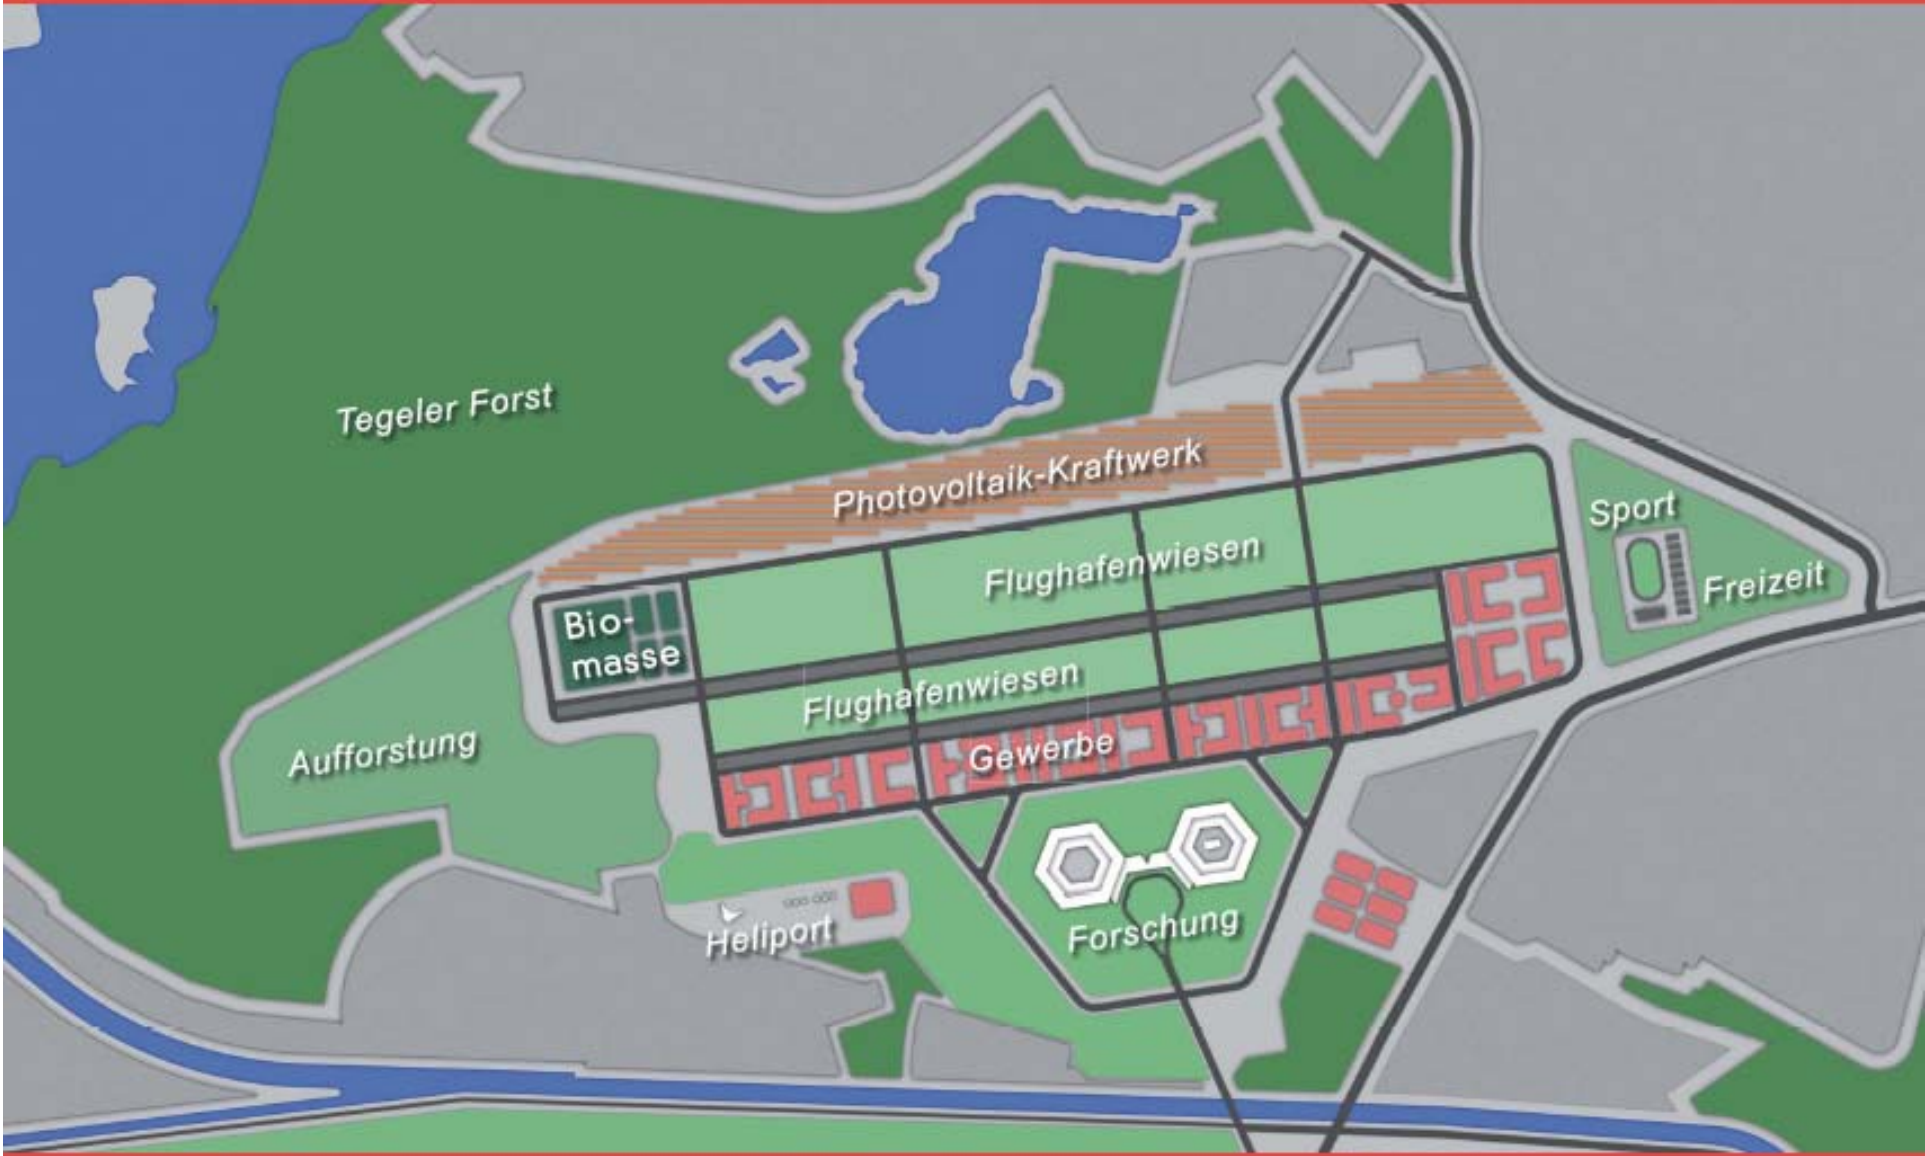 Tegeler Forst
Photovoltaik-Kraftwerk
Sport
Flughafenwiesen
Freizeit
Bio-
masse
Flughafenwiesen
Aufforstung
Gewerbe
Heliport
Forschung